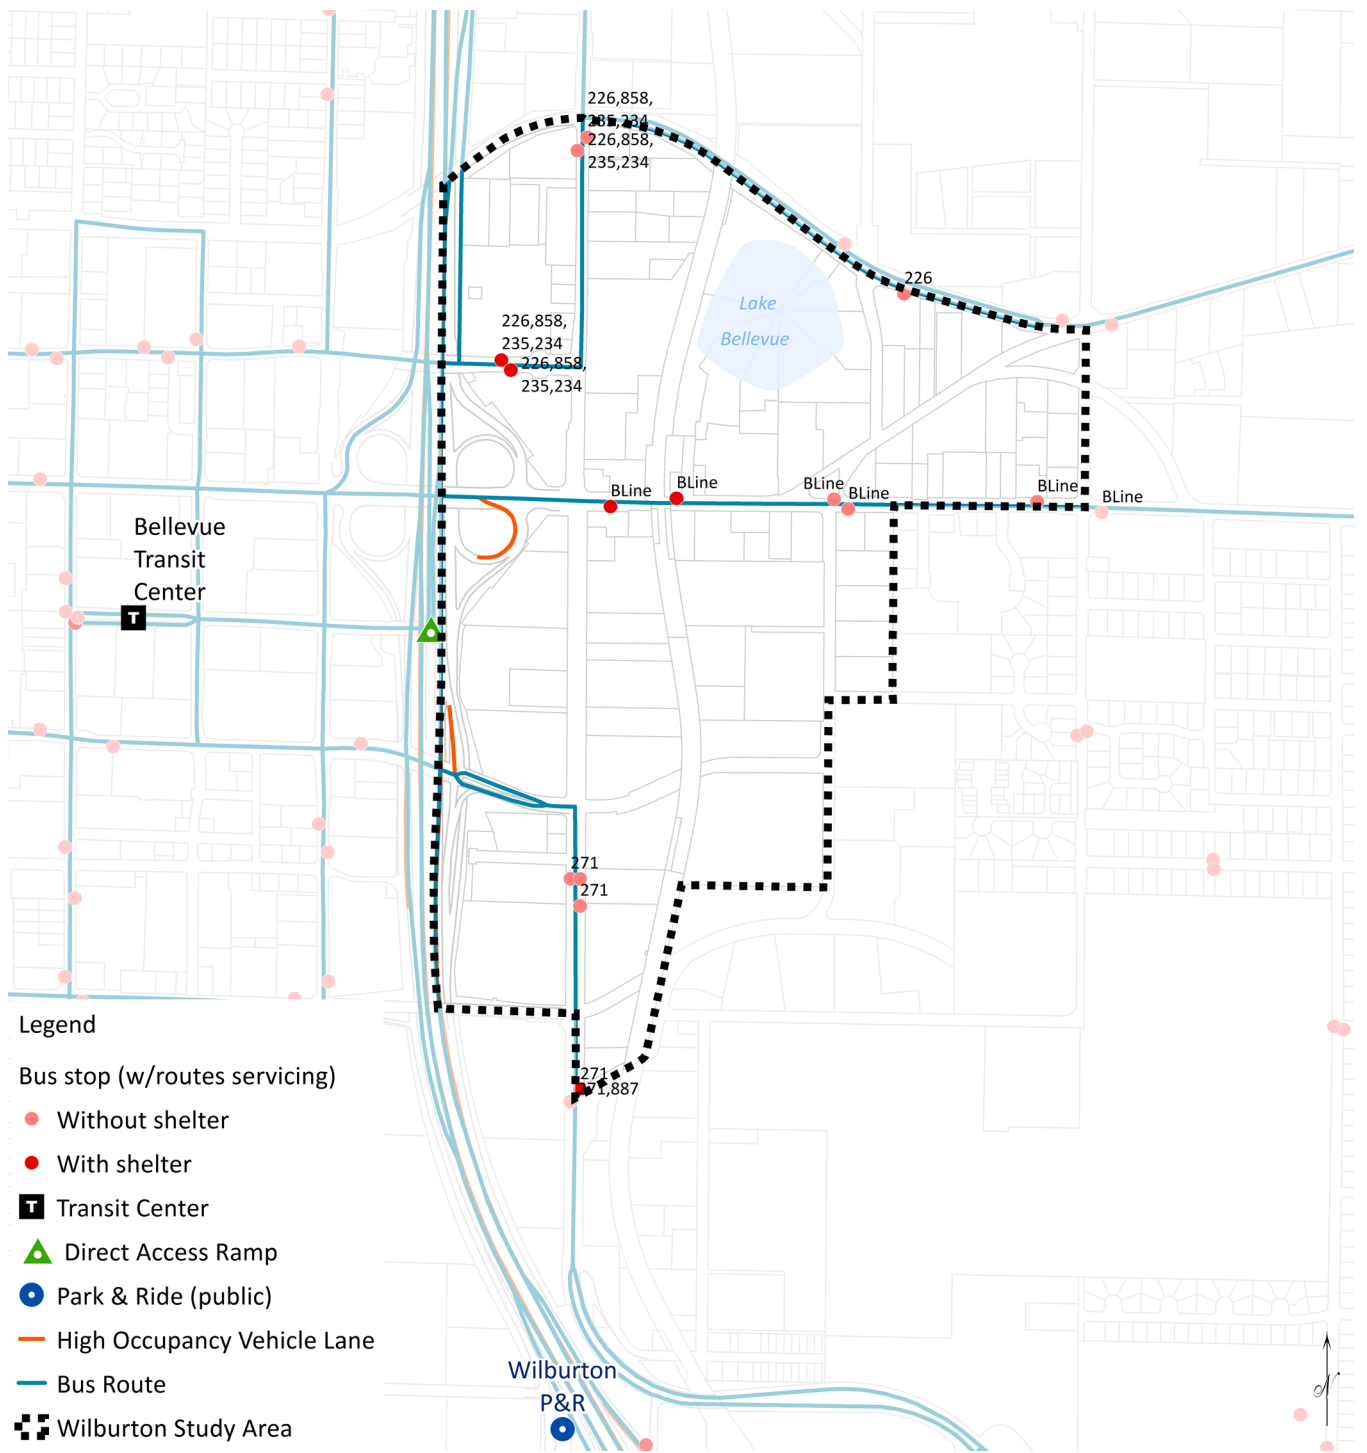 226,858,
235,234
226,858,
235,234
Lake
Bellevue
226
226,858,
235,234
226,858,
235,234
BLine
BLine
BLine
BLine
BLine
BLine
Bellevue
Transit
Center
T
271
271
271
271,887
Legend
Bus stop (w/routes servicing)
Without shelter
With shelter
T Transit Center
Direct Access Ramp
Park & Ride (public)
High Occupancy Vehicle Lane
Bus Route
Wilburton Study Area
Wilburton
P&R
N